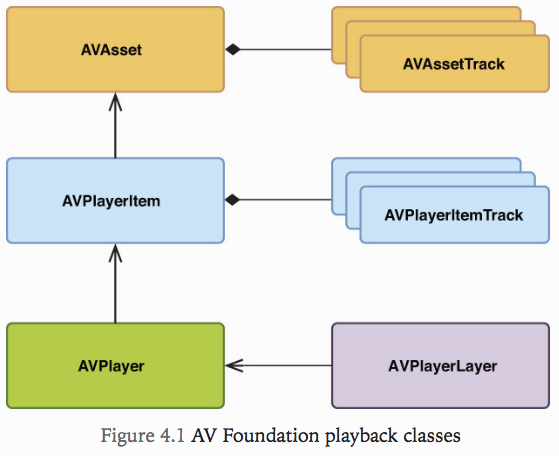 AVAsset
AVAssetTrack
AVPlayerItem
AVPlayerItemTrack
AVPlayer
AVPlayerLayer
Figure 4.1 AV Foundation playback classes